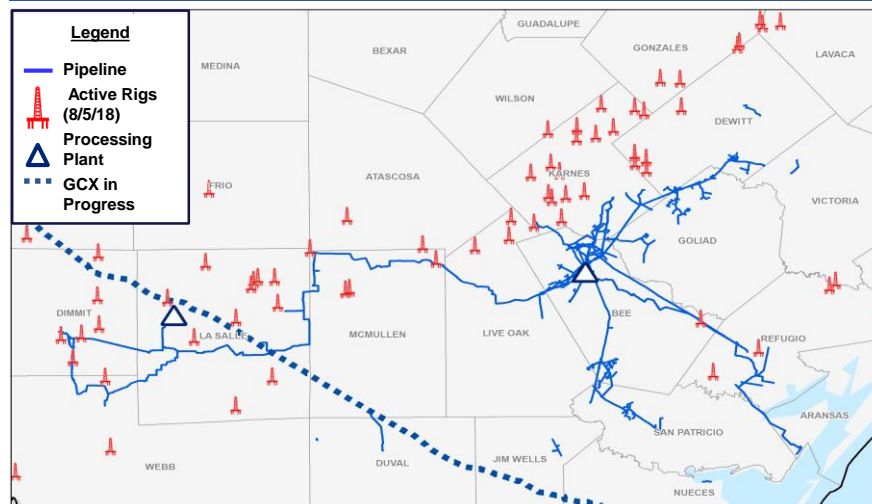 Legend
Pipeline
Active Rigs
(8/5/18)
Processing
Plant
GCX in
Progress
GUADALUPE
BEXAR
GONZALES
LAVACA
MEDINA
WILSON
DEWITT
ATASCOSA
KARNES
FRIO
VICTORIA
GOLIAD
DIMMIT
LA SALLE
MCMULLEN
LIVE OAK
BEE
REFUGIO
ARANSAS
SAN PATRICIO
WEBB
DUVAL
JIM WELLS
NUECES